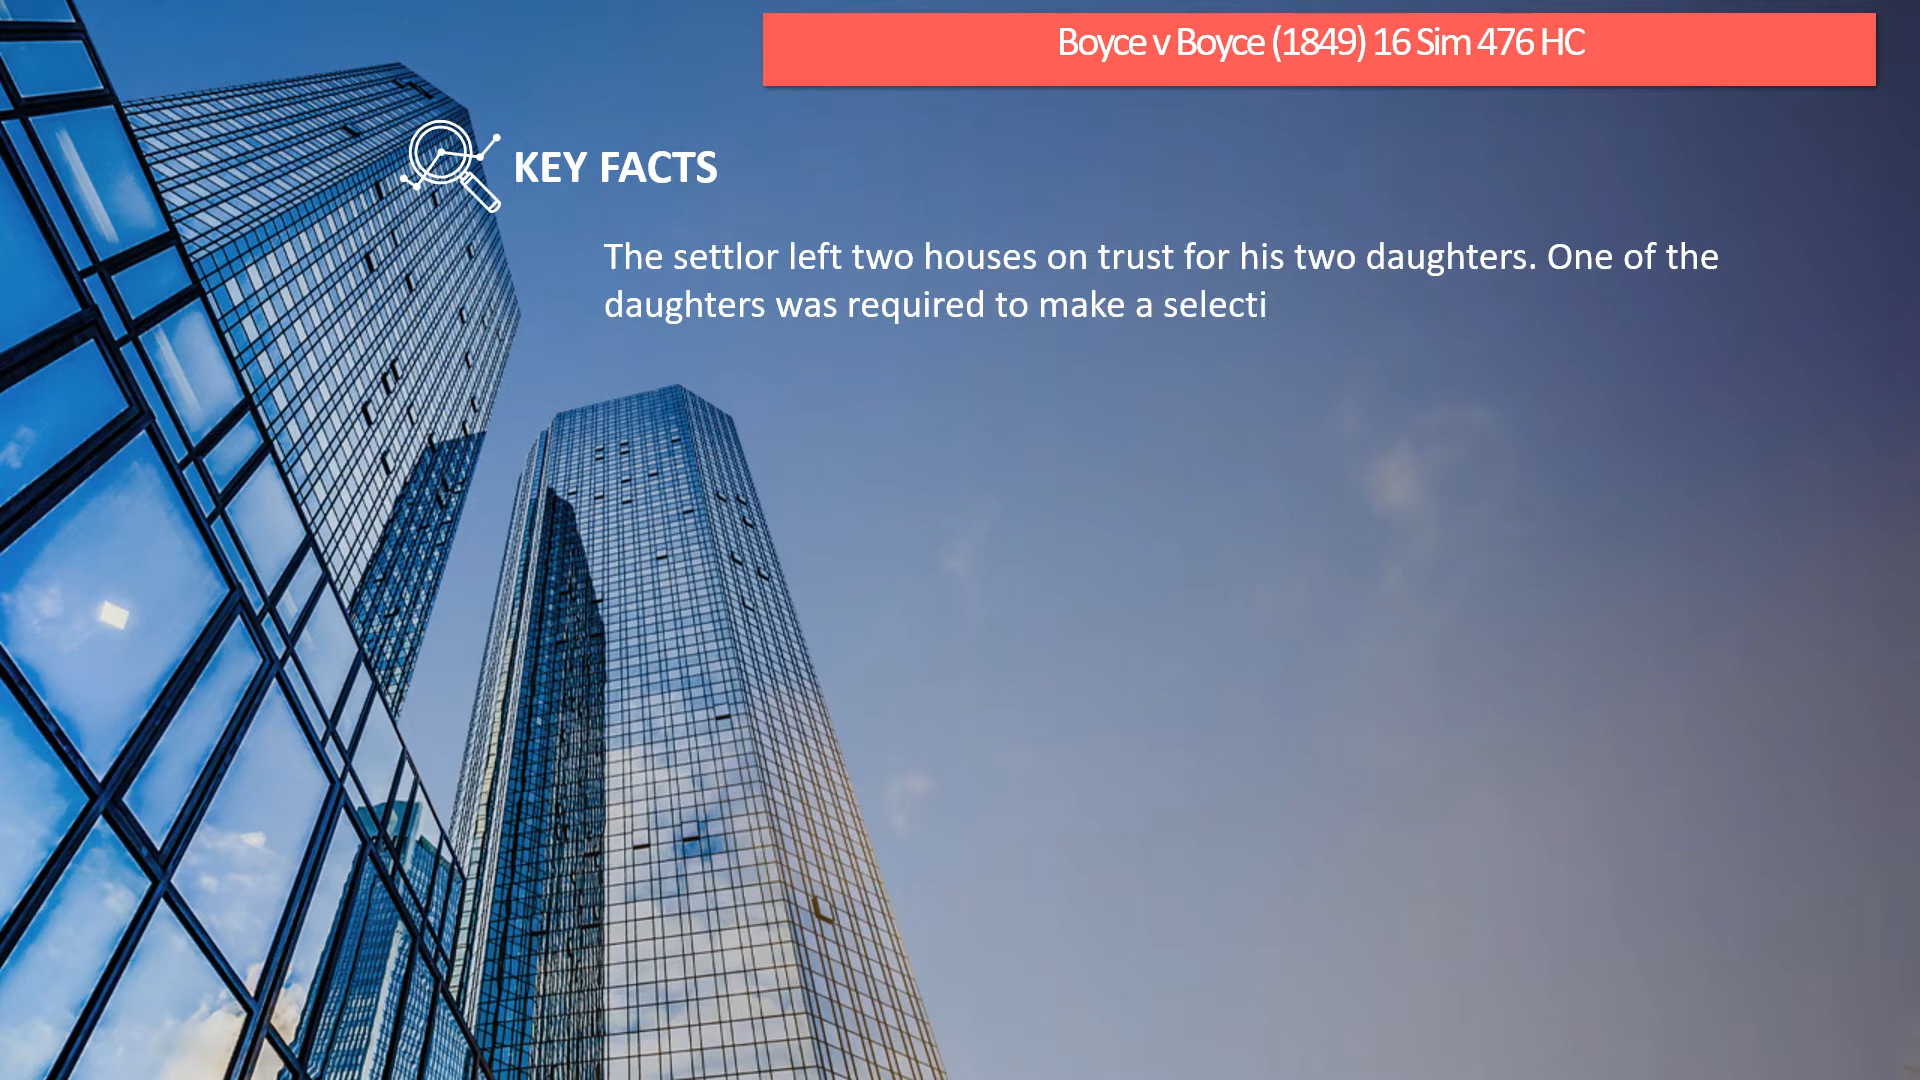 Boyce v Boyce (1849) 16 Sim 476 HC
KEY FACTS
The settlor left two houses on trust for his two daughters. One of the
daughters was required to make a selecti